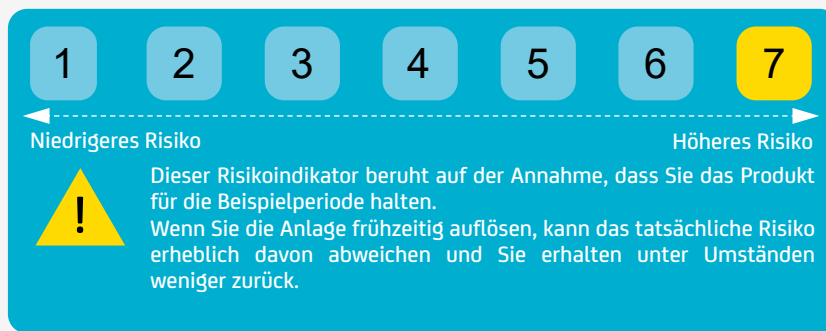 1 2 3 4 5 6 7
Niedrigeres Risiko Höheres Risiko
Dieser Risikoindikator beruht auf der Annahme, dass Sie das Produkt
für die Beispielperiode halten.
Wenn Sie die Anlage frühzeitig auflösen, kann das tatsächliche Risiko
erheblich davon abweichen und Sie erhalten unter Umständen
weniger zurück.
!